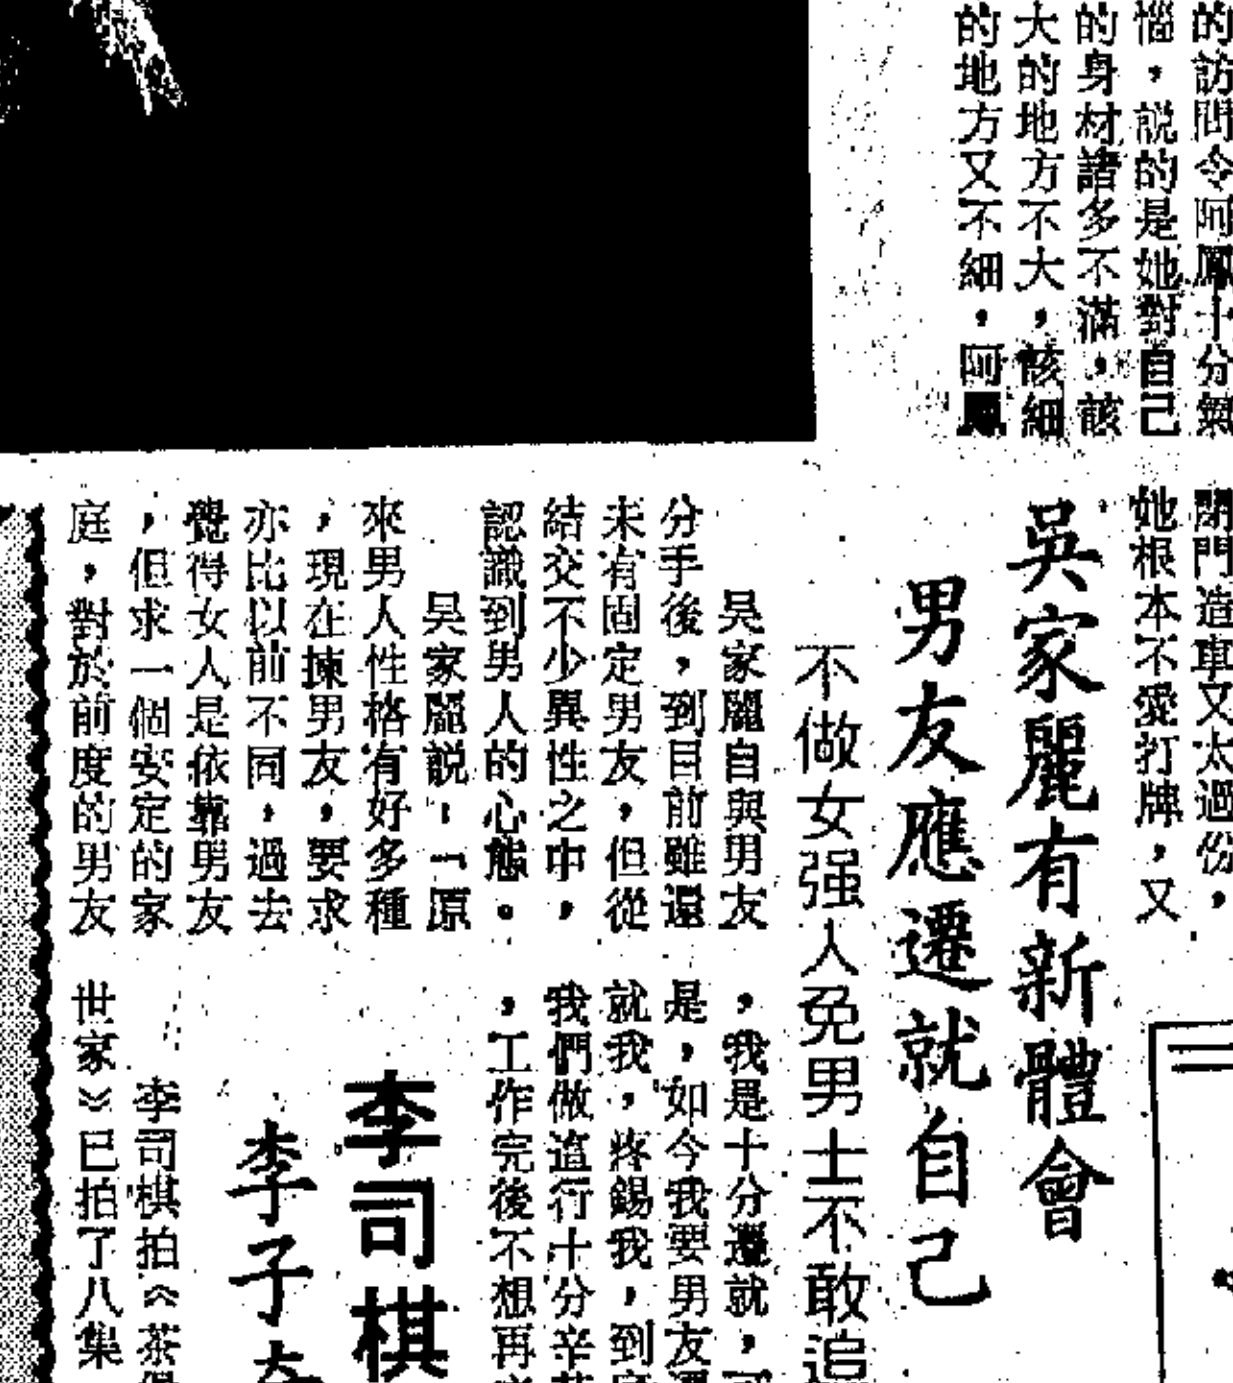 的訪問令阿鳳十分氣
惱，説的是她對自己
的身材諸多不滿，該
大的地方不大，該細
的地方又不細，阿鳳
閉門造車又太過份，
她根本不愛打牌，又
吳家麗有新體會
男友應遷就自己
不做女强人免男士不敢追
吳家麗自與男友
分手後，到目前雖還
未有固定男友，但從
結交不少異性之中，
認識到男人的心態。
吳家麗説：「原
來男人性格有好多種
，現在揀男友，要求
亦比以前不同，過去
覺得女人是依靠男友
，但求一個安定的家
庭，對於前度的男友
，我是十分遷就，可
是，如今我要男友遷
就我，疼錫我，到
我們做這行十分辛苦
，工作完後不想再
李司棋
李子
李司棋拍《茶
世家》已拍了八集